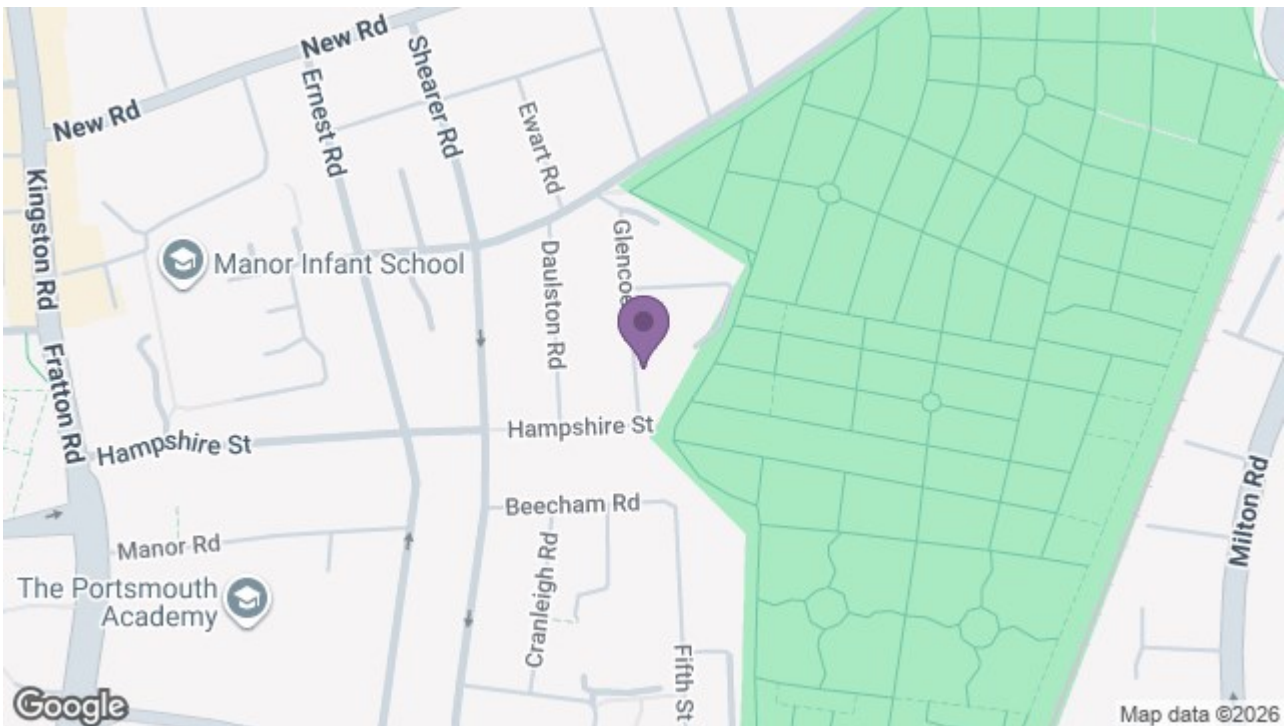 New Rd
New Rd
Ernest Rd
Shearer Rd
Ewart Rd
Kingston Rd
Manor Infant School
Daulston Rd
Glencoe
Fratton Rd
Hampshire St
Hampshire St
Beecham Rd
Manor Rd
Cranleigh Rd
The Portsmouth
Academy
Fifth St
Milton Rd
Google
Map data ©2026